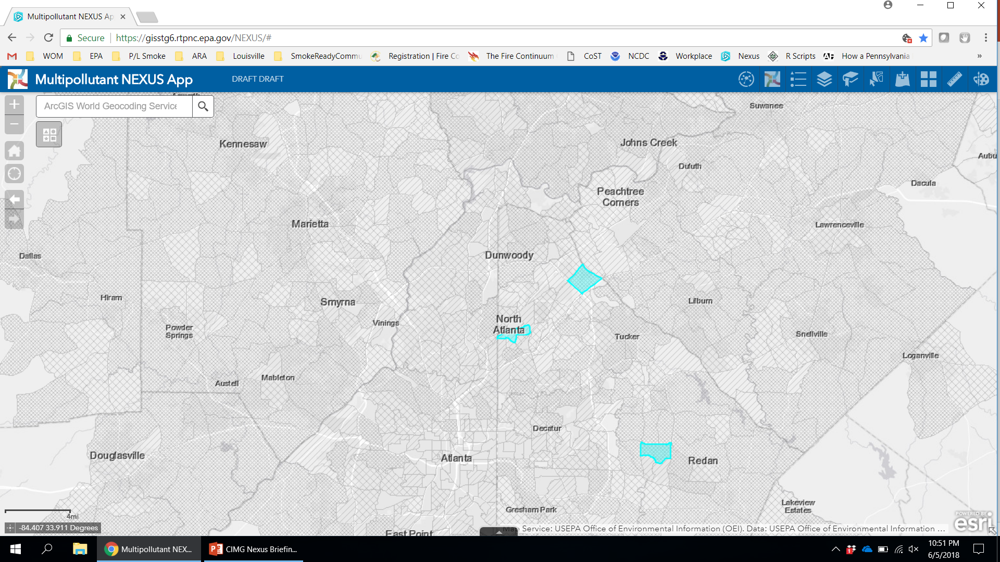 Multipollutant NEXUS Ap
Secure https://gisstg6.rtpnc.epa.gov/NEXUS/#
WOM EPA P/L Smoke ARA Louisville SmokeReadyCommu Registration | Fire Co The Fire Continuum CoST NCDC Workplace Nexus R Scripts How a Pennsylvania »
Multipollutant NEXUS App DRAFT DRAFT
ArcGIS World Geocoding Service
Suwanee
Kennesaw
Johns Creek
Aubu
Duluth
Dacula
Peachtree
Corners
Marietta
Lawrenceville
Dallas
Dunwoody
Hiram
Smyrna
Lilburn
North
Atlanta
Vinings
Powder
Springs
Tucker
Snellville
Loganville
Mableton
Austell
Decatur
Douglasville
Atlanta
Redan
Gresham Park
Lakeview
Estates
4mi
POWERED BY
esri
-84.407 33.911 Degrees
Map Service: USEPA Office of Environmental Information (OEI). Data: USEPA Office of Environmental Information ...
East Point
Multipollutant NEX...
CIMG Nexus Briefin...
10:51 PM
6/5/2018